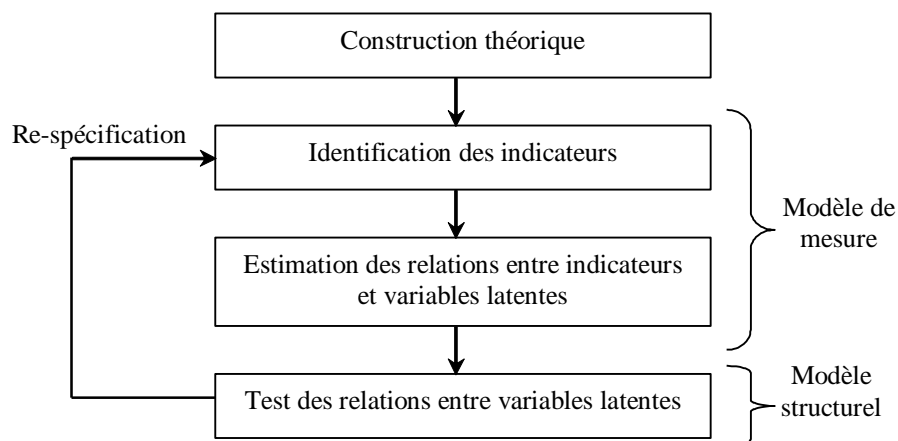 Construction théorique
Re-spécification
Identification des indicateurs
Modèle de
mesure
Estimation des relations entre indicateurs
et variables latentes
Test des relations entre variables latentes
Modèle
structurel